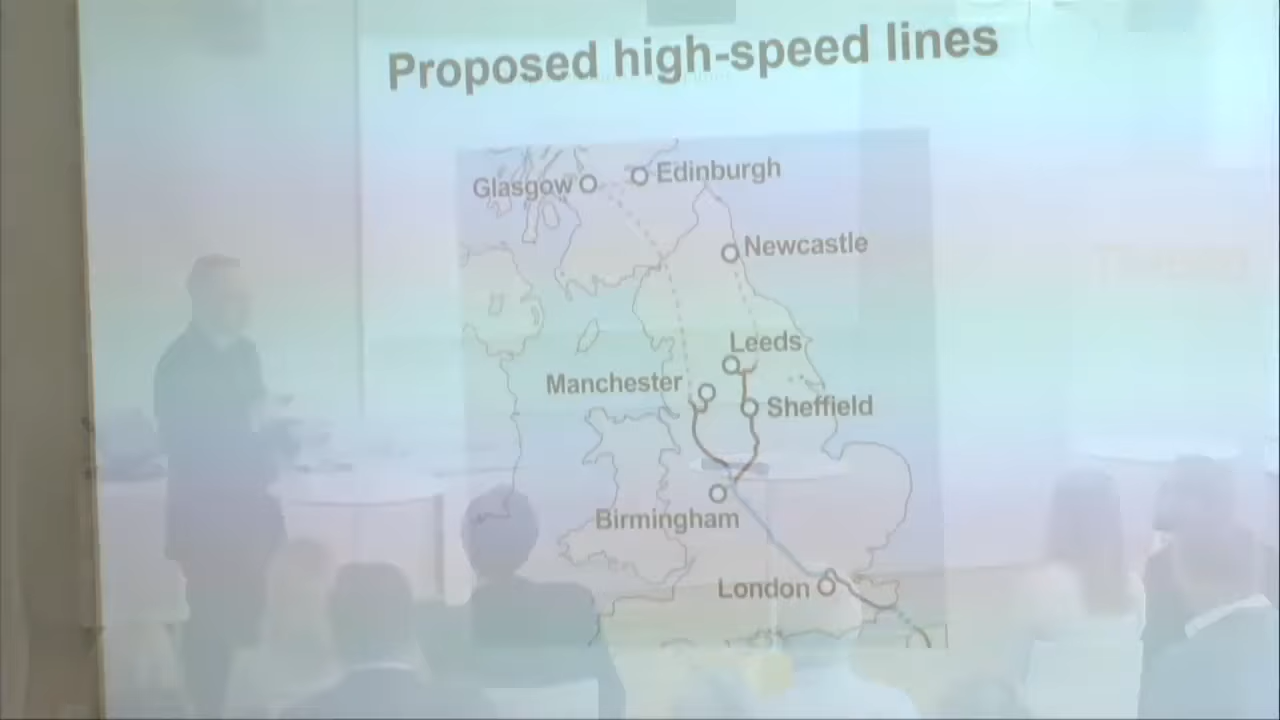 Proposed high-speed lines
Glasgow
Edinburgh
Newcastle
Leeds
Manchester
Sheffield
Birmingham
London